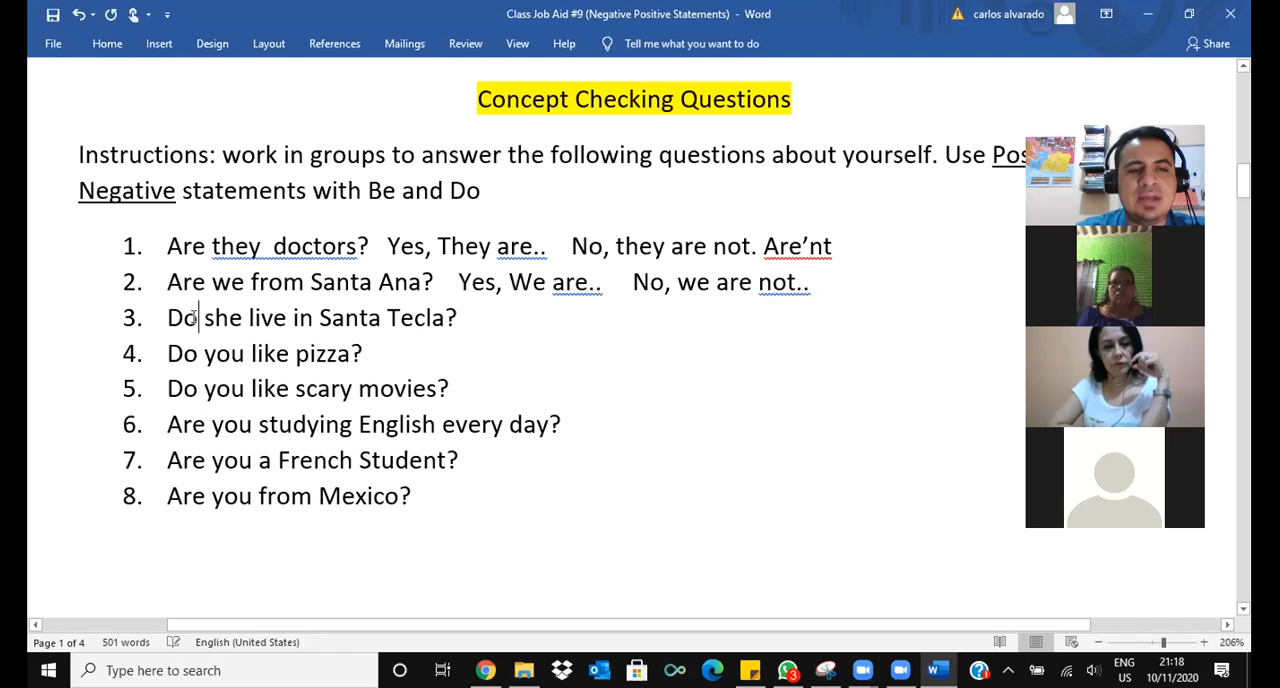 Class Job Aid #9 (Negative Positive Statements) - Word
carlos alvarado
File Home Insert Design Layout References Mailings Review View Help Tell me what you want to do Share
Concept Checking Questions
Instructions: work in groups to answer the following questions about yourself. Use Pos
Negative statements with Be and Do
1. Are they doctors? Yes, They are.. No, they are not. Are’nt
2. Are we from Santa Ana? Yes, We are.. No, we are not..
3. Do she live in Santa Tecla?
4. Do you like pizza?
5. Do you like scary movies?
6. Are you studying English every day?
7. Are you a French Student?
8. Are you from Mexico?
Page 1 of 4 501 words English (United States) 206%
Type here to search
3
ENG
US
21:18
10/11/2020